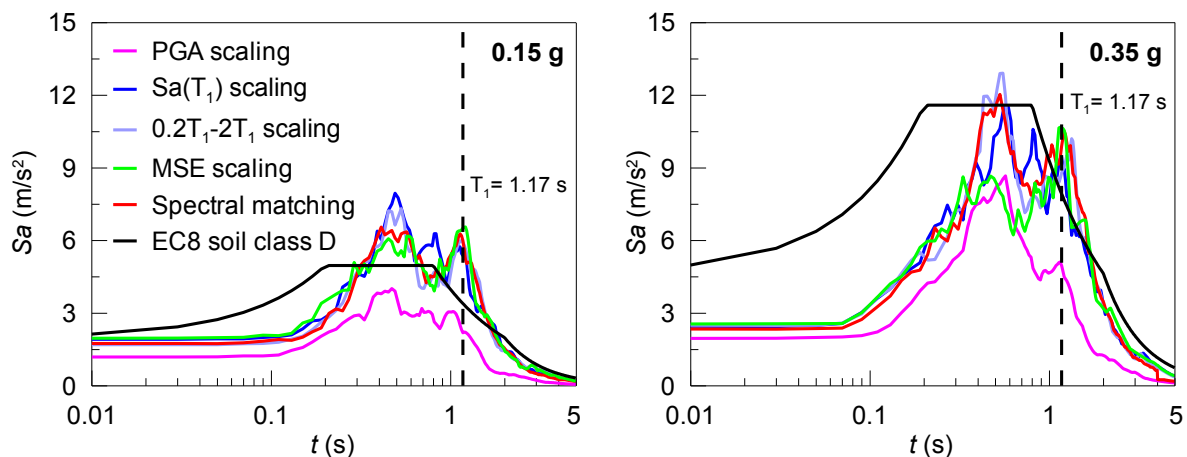 15
12
9
6
3
0
Sa (m/s²)
0.15 g
PGA scaling
Sa(T₁) scaling
0.2T₁-2T₁ scaling
MSE scaling
Spectral matching
EC8 soil class D
T₁= 1.17 s
0.01
0.1
1
5
t (s)
15
12
9
6
3
0
Sa (m/s²)
0.35 g
T₁= 1.17 s
0.01
0.1
1
5
t (s)